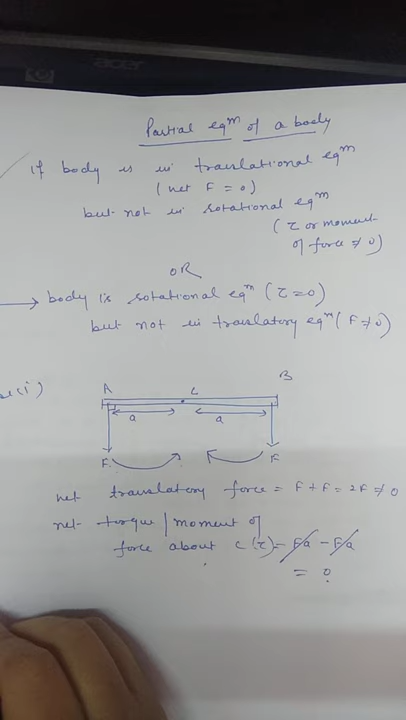 acer
Partial eqᵐ of a body
If body is in translational eqᵐ
(net F = 0)
but not in rotational eqᵐ
(τ or moment
of force ≠ 0)
OR
→ body is rotational eqᵐ (τ=0)
but not in translatory eqᵐ (F≠0)
(i)
A C B
a a
F F
net translatory force = F + F = 2F ≠ 0
net torque / moment of
force about C (τ) = Fa - Fa
= 0